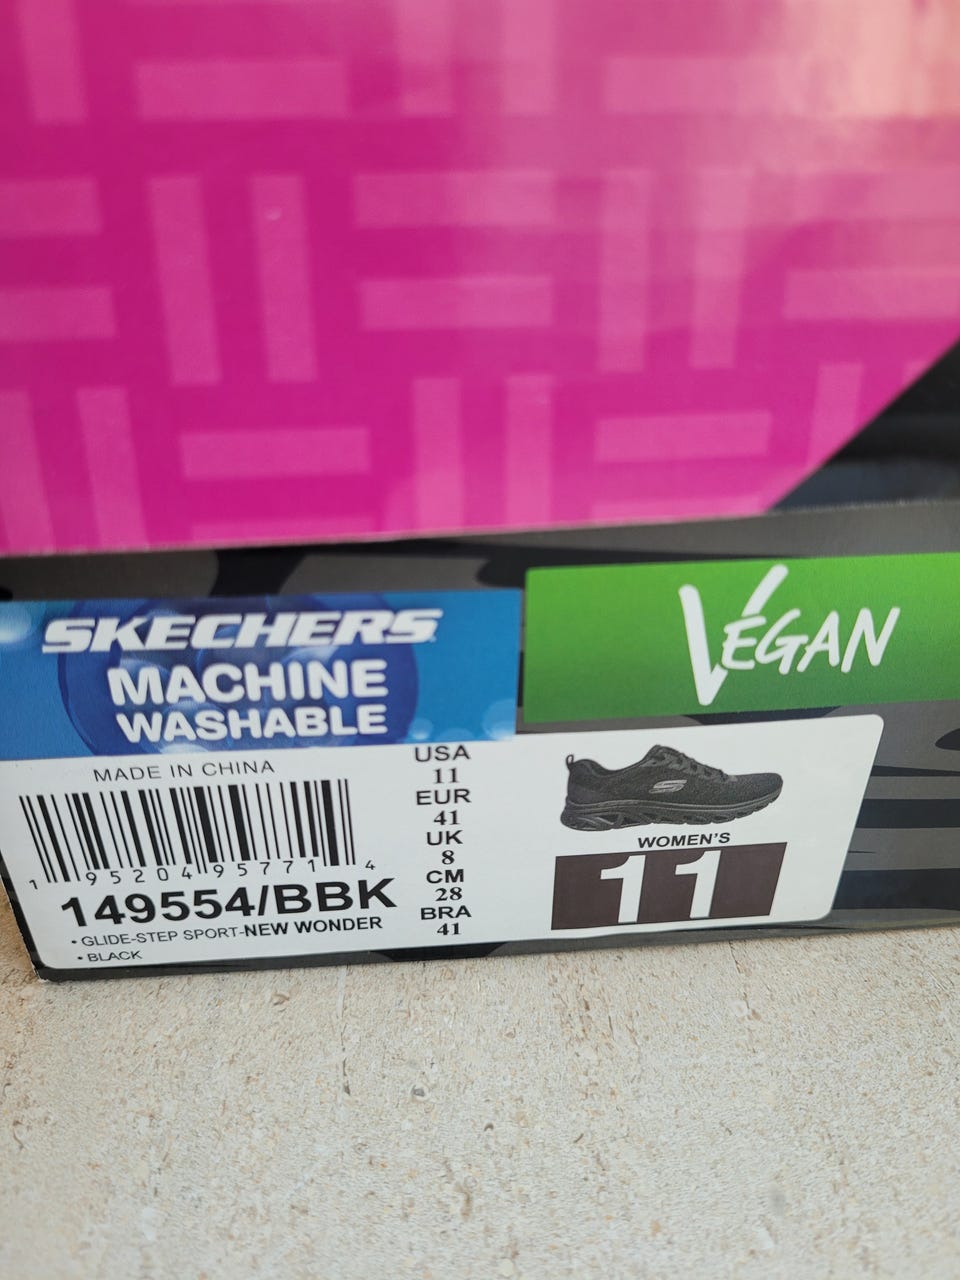 SKECHERS
MACHINE
WASHABLE
VEGAN
MADE IN CHINA
1 95204 95771 4
149554/BBK
• GLIDE-STEP SPORT-NEW WONDER
• BLACK
USA
11
EUR
41
UK
8
CM
28
BRA
41
WOMEN'S
11